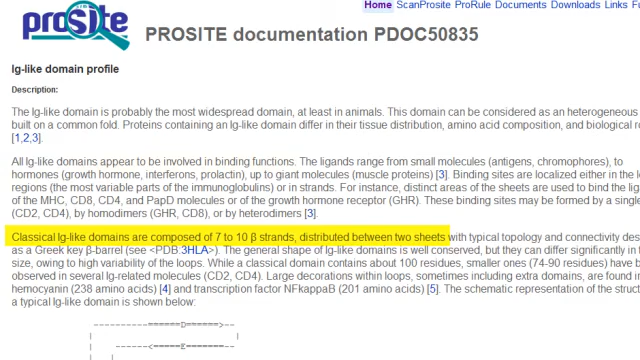 Home ScanProsite ProRule Documents Downloads Links
prosite
PROSITE documentation PDOC50835
Ig-like domain profile
Description:
The Ig-like domain is probably the most widespread domain, at least in animals. This domain can be considered as an heterogeneous
built on a common fold. Proteins containing an Ig-like domain differ in their tissue distribution, amino acid composition, and biological
[1,2,3].
All Ig-like domains appear to be involved in binding functions. The ligands range from small molecules (antigens, chromophores), to
hormones (growth hormone, interferons, prolactin), up to giant molecules (muscle proteins) [3]. Binding sites are localized either in the
regions (the most variable parts of the immunoglobulins) or in strands. For instance, distinct areas of the sheets are used to bind the
of the MHC, CD8, CD4, and PapD molecules or of the growth hormone receptor (GHR). These binding sites may be formed by a
(CD2, CD4), by homodimers (GHR, CD8), or by heterodimers [3].
Classical Ig-like domains are composed of 7 to 10 β strands, distributed between two sheets with typical topology and connectivity
as a Greek key β-barrel (see <PDB:3HLA>). The general shape of Ig-like domains is well conserved, but they can differ significantly in
size, owing to high variability of the loops. While a classical domain contains about 100 residues, smaller ones (74-90 residues) have
observed in several Ig-related molecules (CD2, CD4). Large decorations within loops, sometimes including extra domains, are found in
hemocyanin (238 amino acids) [4] and transcription factor NFkappaB (201 amino acids) [5]. The schematic representation of the
a typical Ig-like domain is shown below:
----------======D======>--
-----<===E=======--